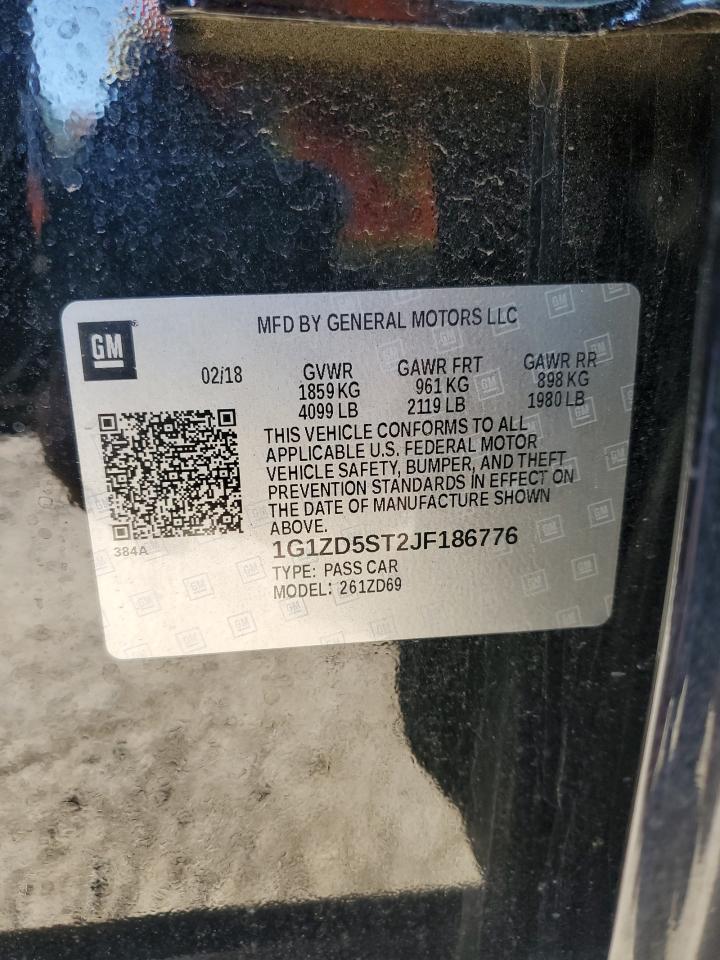 GM
MFD BY GENERAL MOTORS LLC
02/18
GVWR
1859 KG
4099 LB
GAWR FRT
961 KG
2119 LB
GAWR RR
898 KG
1980 LB
THIS VEHICLE CONFORMS TO ALL
APPLICABLE U.S. FEDERAL MOTOR
VEHICLE SAFETY, BUMPER, AND THEFT
PREVENTION STANDARDS IN EFFECT ON
THE DATE OF MANUFACTURE SHOWN
ABOVE.
384A
1G1ZD5ST2JF186776
TYPE: PASS CAR
MODEL: 261ZD69